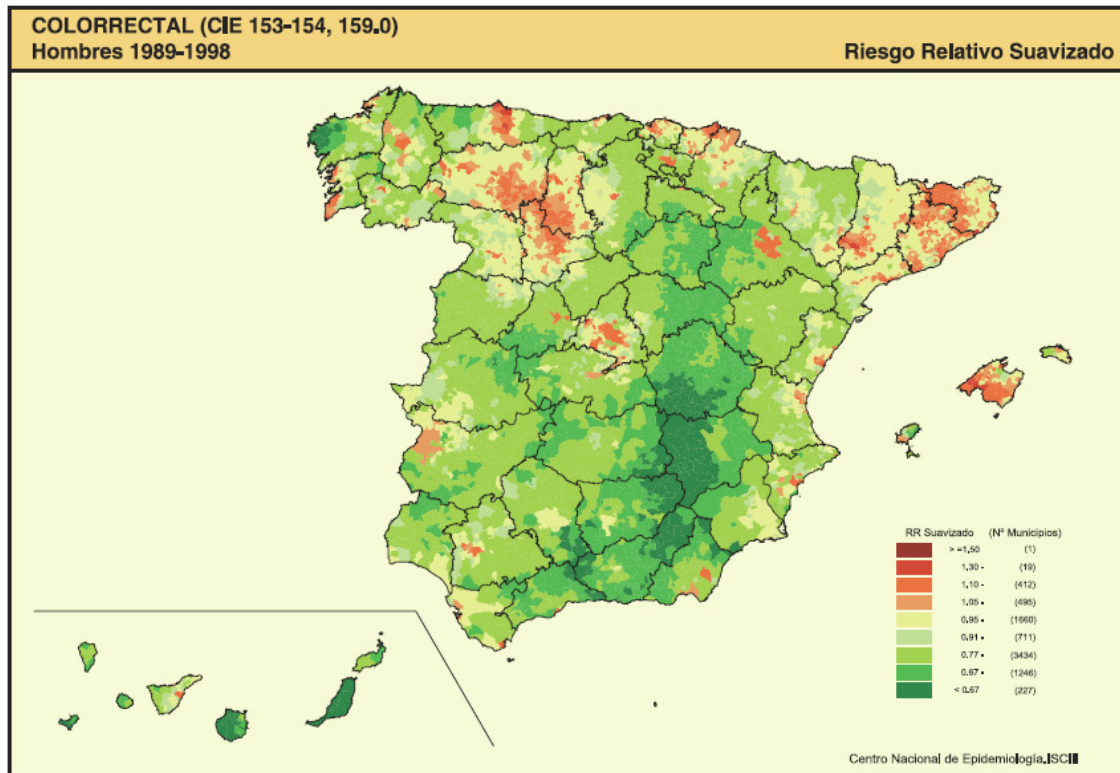 COLORRECTAL (CIE 153-154, 159.0)
Hombres 1989-1998
Riesgo Relativo Suavizado
RR Suavizado (Nº Municípios)
> =1,50 (1)
1,30 - (19)
1,10 - (412)
1,05 - (495)
0,95 - (1660)
0,91 - (711)
0,77 - (3434)
0,67 - (1246)
< 0,67 (227)
Centro Nacional de Epidemiología.ISCIII